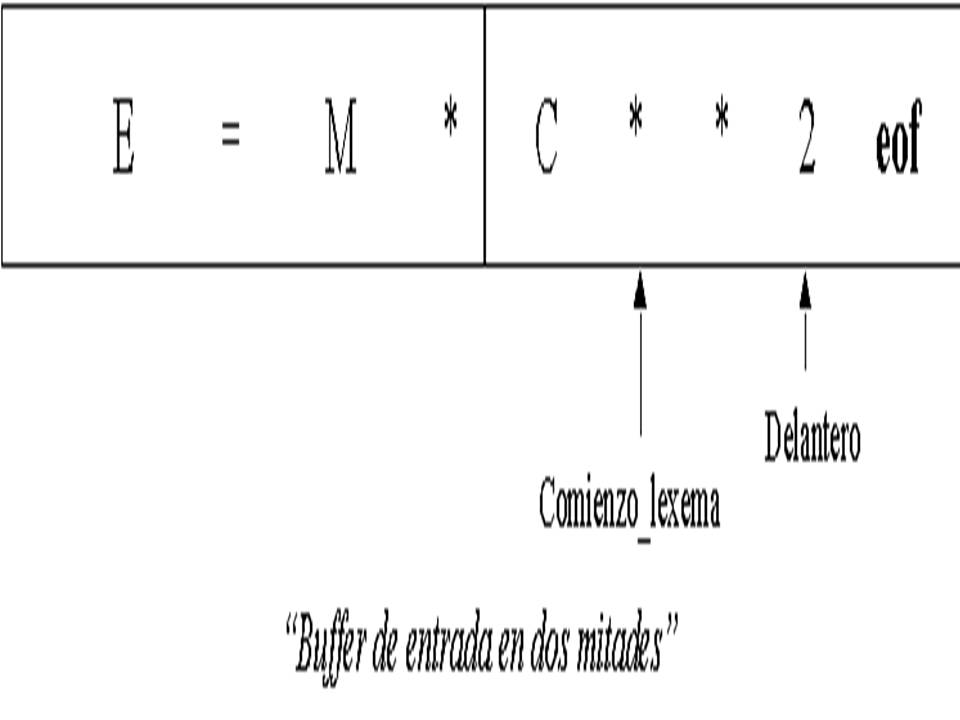 E = M * C * * 2 eof
Delantero
Comienzo_lexema
“Buffer de entrada en dos mitades”